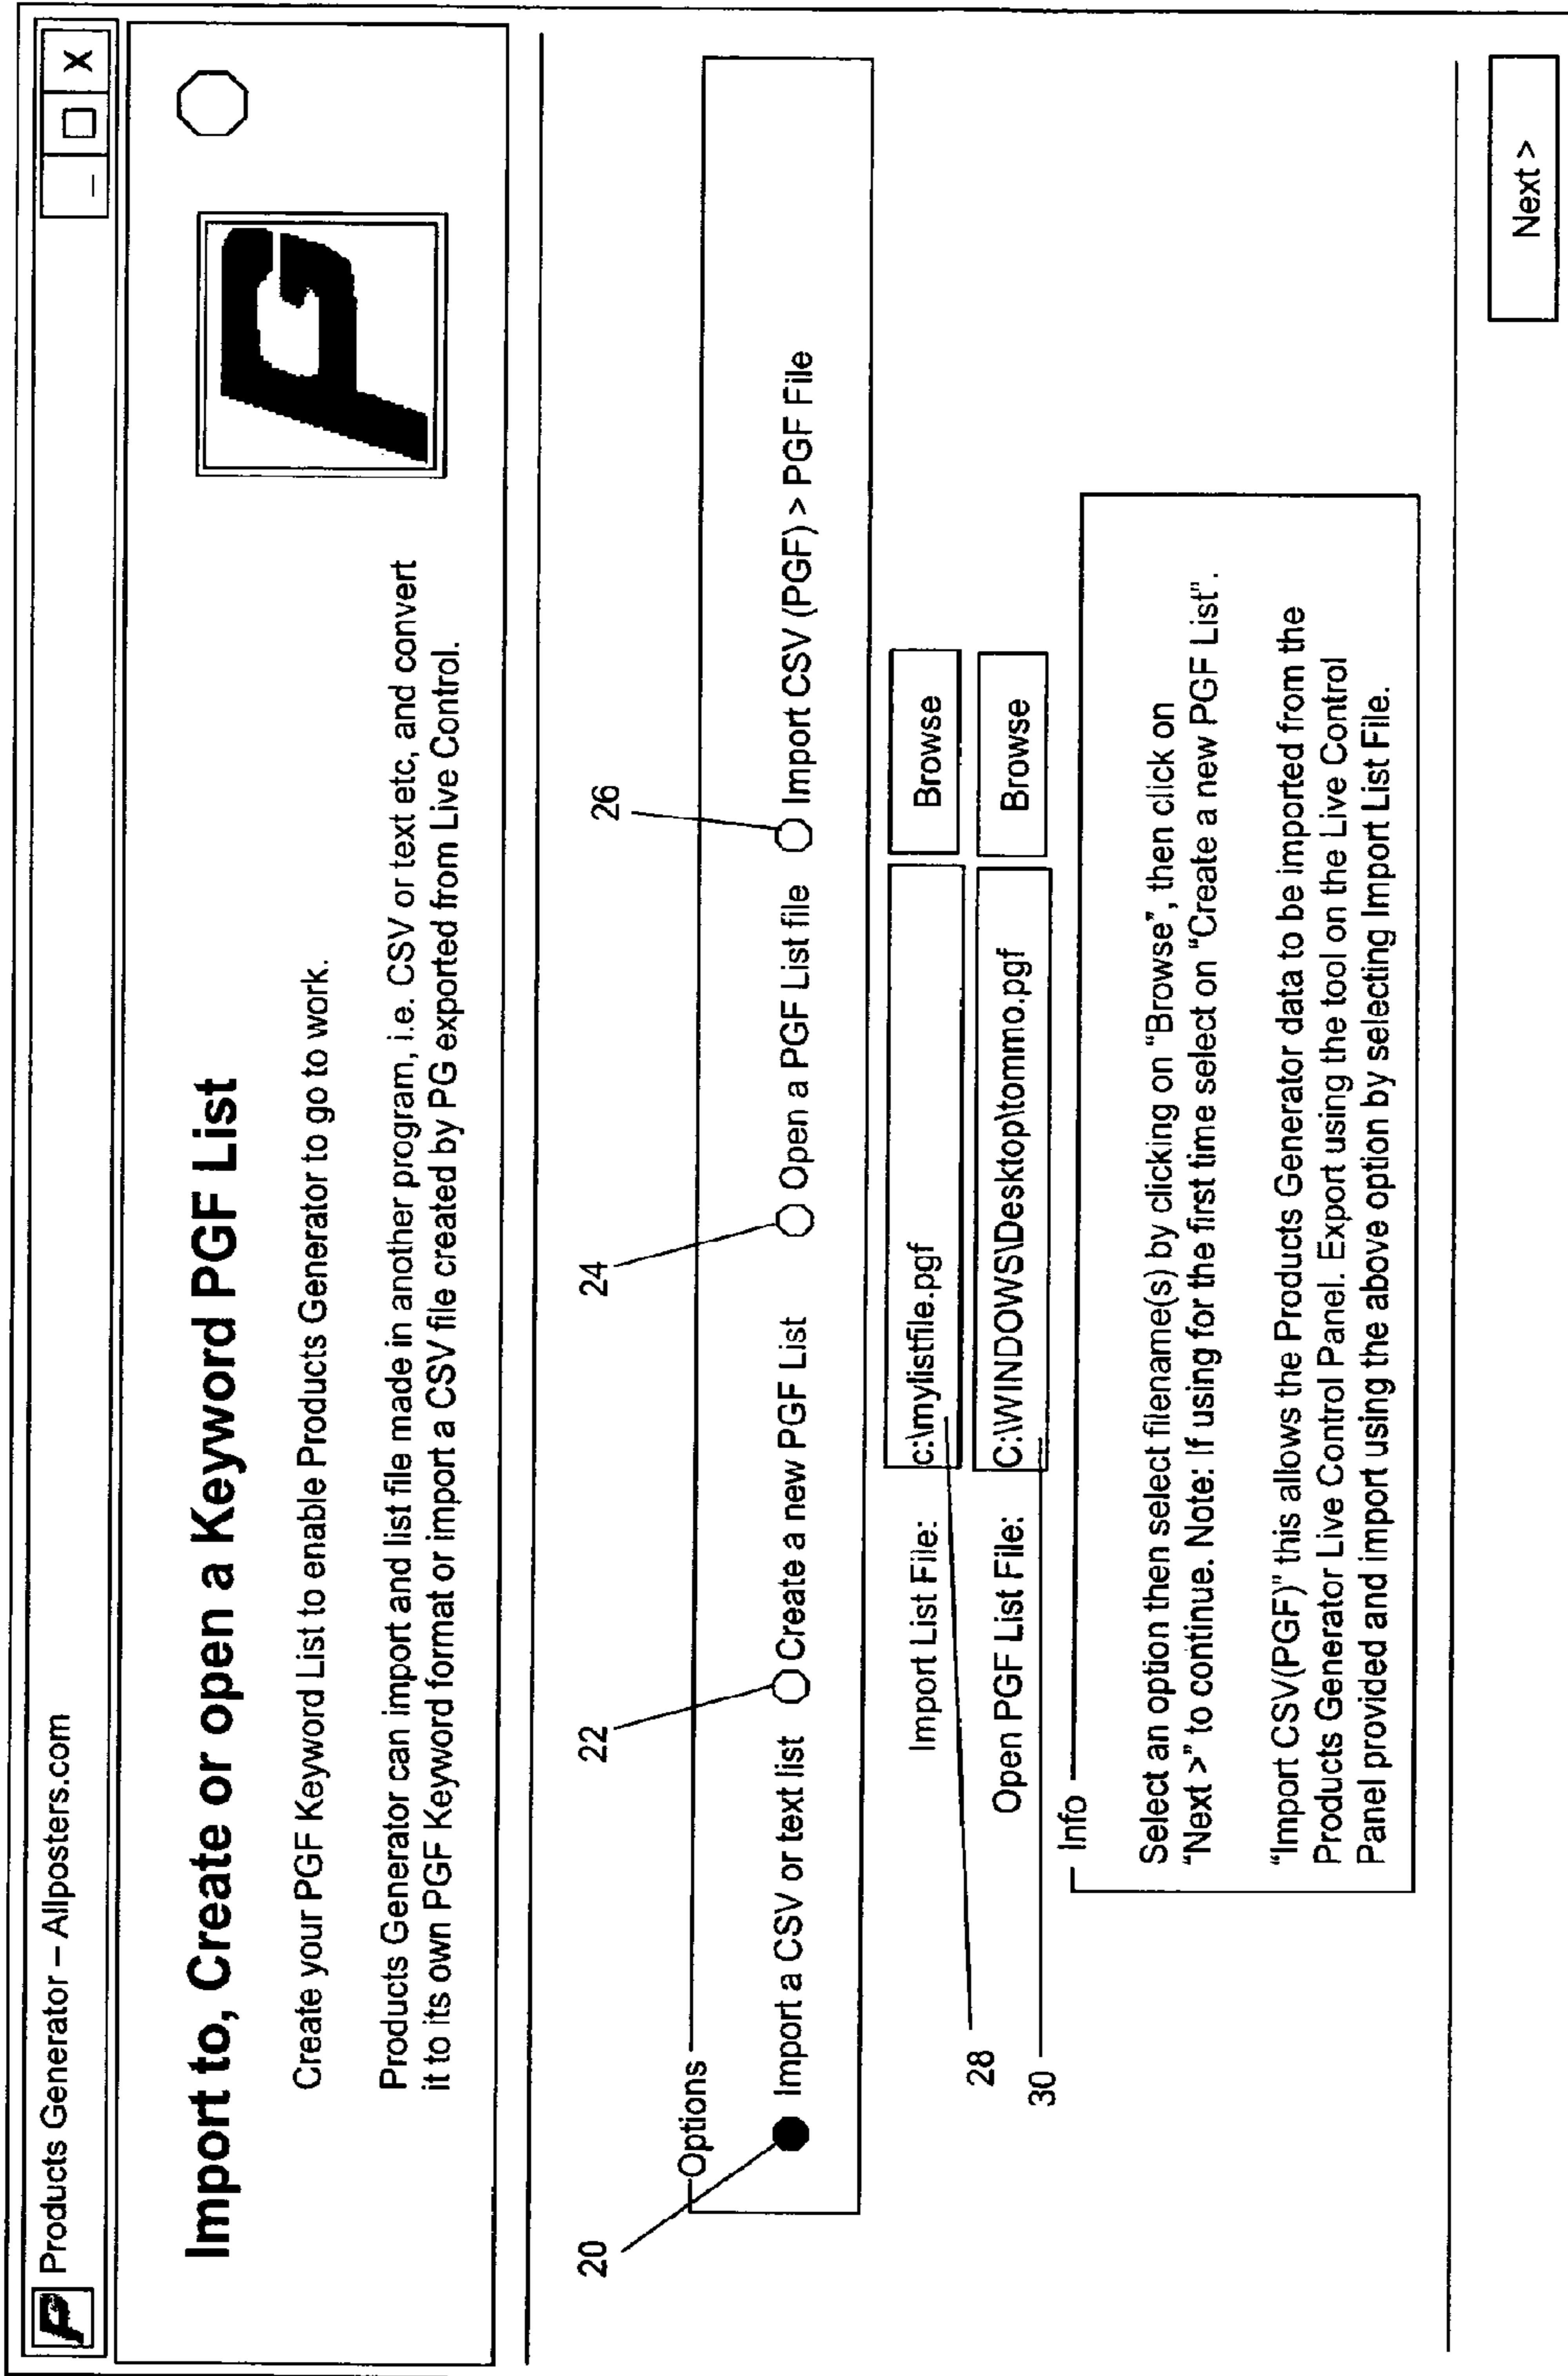 Products Generator – Allposters.com
_ □ X
Import to, Create or open a Keyword PGF List
Create your PGF Keyword List to enable Products Generator to go to work.
Products Generator can import and list file made in another program, i.e. CSV or text etc, and convert
it to its own PGF Keyword format or import a CSV file created by PG exported from Live Control.
PG
20
22
24
26
Options
Import a CSV or text list
Create a new PGF List
Open a PGF List file
Import CSV (PGF) > PGF File
Import List File: c:\mylistfile.pgf Browse
28
Open PGF List File: C:\WINDOWS\Desktop\tommo.pgf Browse
30
Info
Select an option then select filename(s) by clicking on “Browse”, then click on
“Next >” to continue. Note: If using for the first time select on “Create a new PGF List”.
“Import CSV(PGF)” this allows the Products Generator data to be imported from the
Products Generator Live Control Panel. Export using the tool on the Live Control
Panel provided and import using the above option by selecting Import List File.
Next >